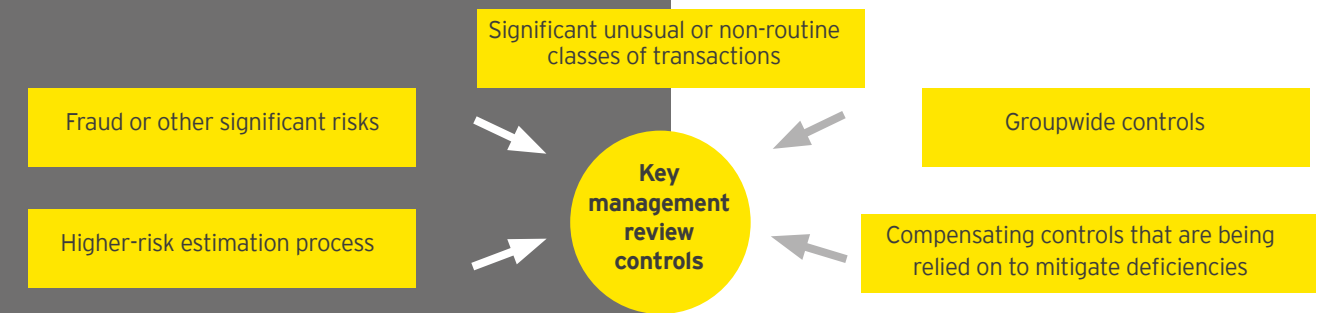 Significant unusual or non-routine
classes of transactions
Fraud or other significant risks
Groupwide controls
Key
management
review
controls
Higher-risk estimation process
Compensating controls that are being
relied on to mitigate deficiencies